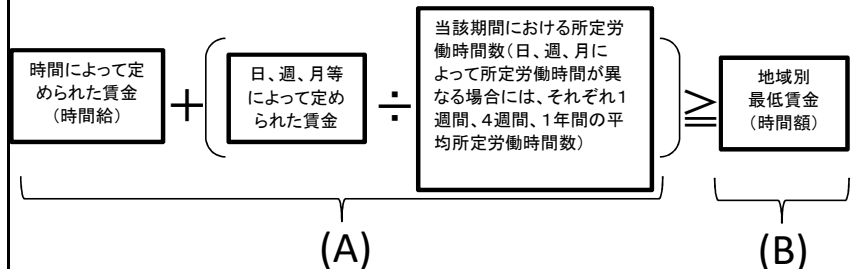 時間によって定
められた賃金
(時間給)
+
日、週、月等
によって定め
られた賃金
÷
当該期間における所定労
働時間数(日、週、月に
よって所定労働時間が異
なる場合には、それぞれ1
週間、4週間、1年間の平
均所定労働時間数)
≧
地域別
最低賃金
(時間額)
(A)
(B)